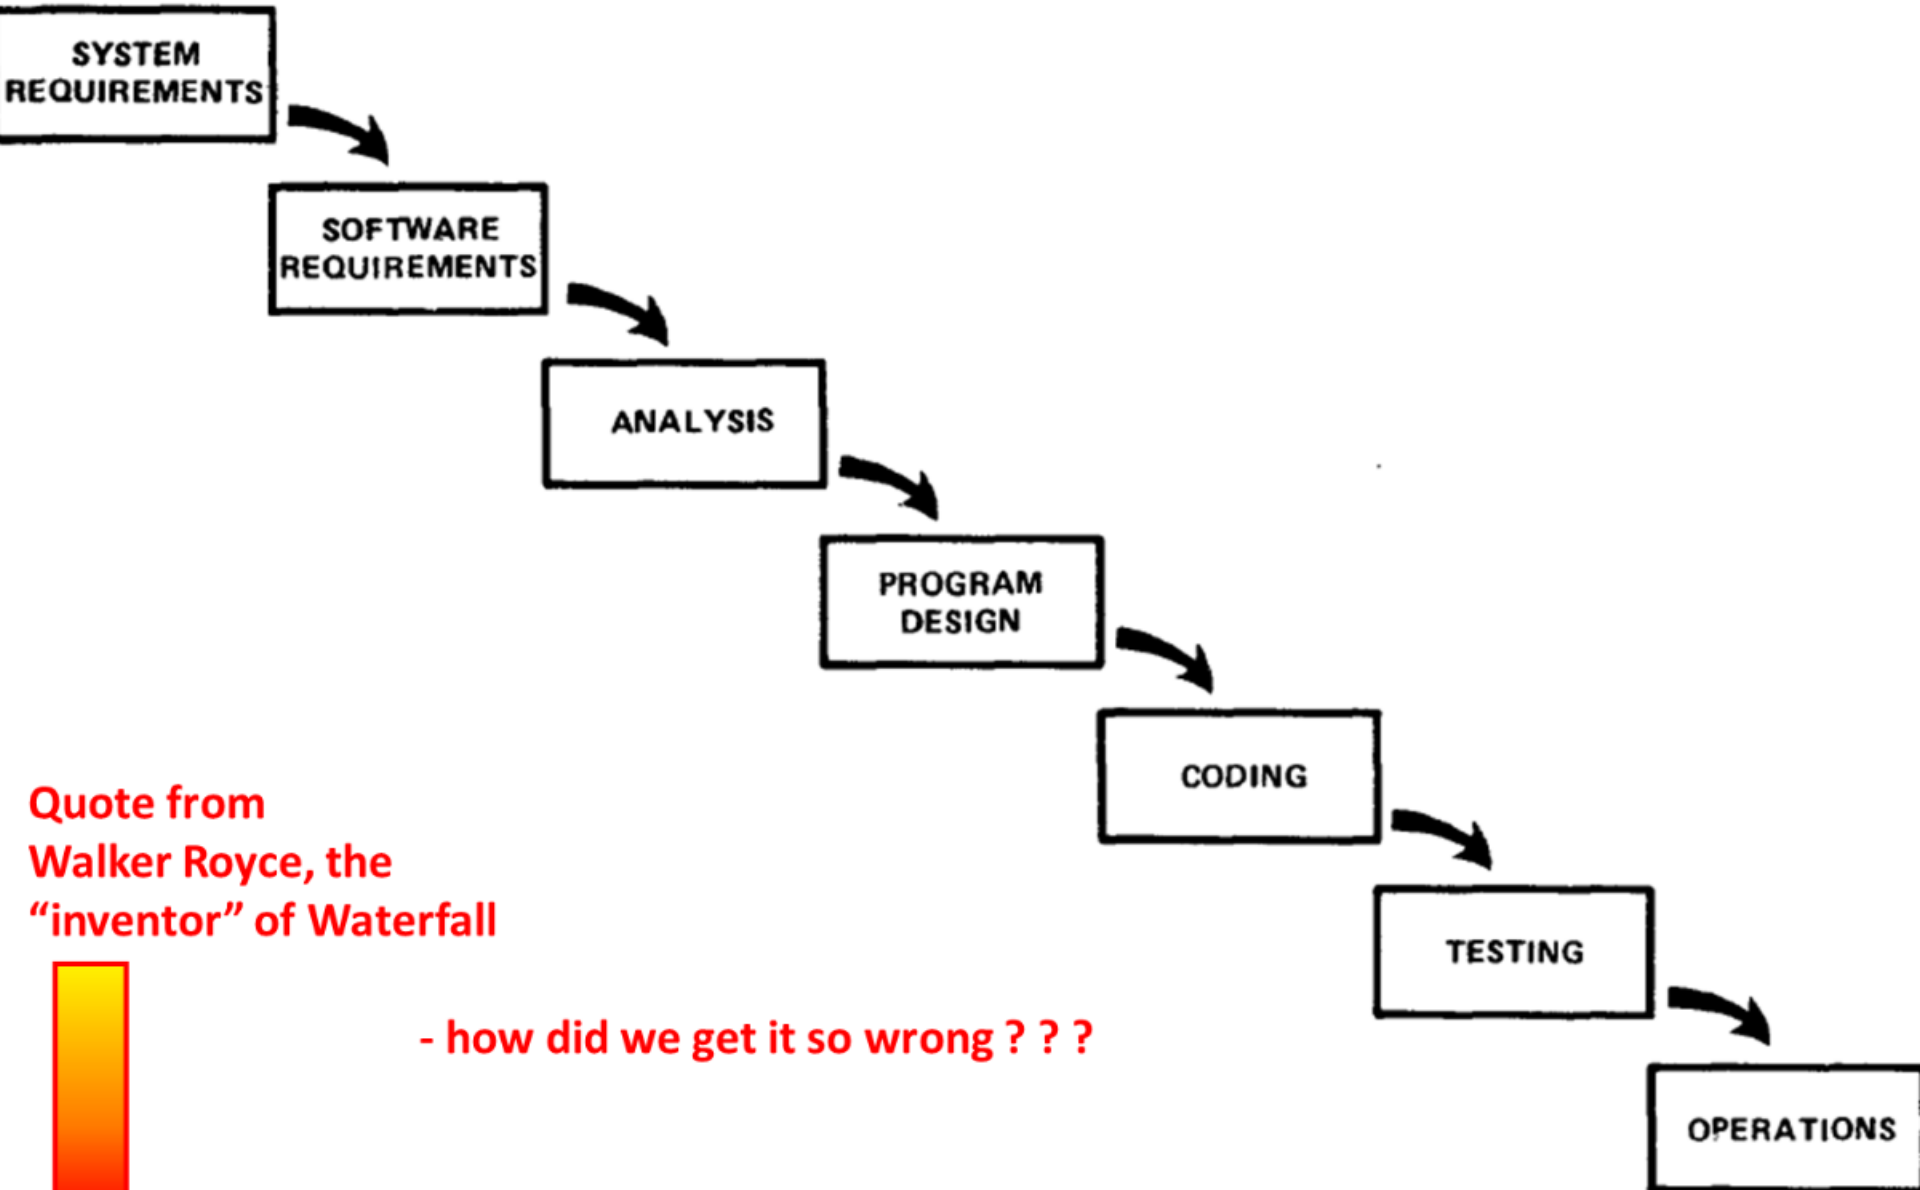 SYSTEM
REQUIREMENTS
SOFTWARE
REQUIREMENTS
ANALYSIS
PROGRAM
DESIGN
CODING
TESTING
OPERATIONS
Quote from
Walker Royce, the
“inventor” of Waterfall
- how did we get it so wrong ? ? ?